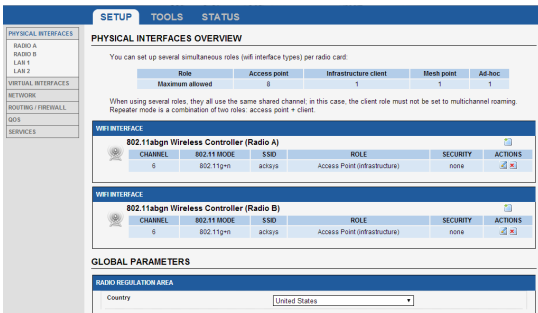 SETUP TOOLS STATUS
PHYSICAL INTERFACES
RADIO A
RADIO B
LAN 1
LAN 2
VIRTUAL INTERFACES
NETWORK
ROUTING / FIREWALL
QOS
SERVICES
PHYSICAL INTERFACES OVERVIEW
You can set up several simultaneous roles (wifi interface types) per radio card:
Role Access point Infrastructure client Mesh point Ad-hoc
Maximum allowed 8 1 1 1
When using several roles, they all use the same shared channel; in this case, the client role must not be set to multichannel roaming.
Repeater mode is a combination of two roles: access point + client.
WIFI INTERFACE
802.11abgn Wireless Controller (Radio A)
CHANNEL 802.11 MODE SSID ROLE SECURITY ACTIONS
6 802.11g+n acksys Access Point (infrastructure) none
WIFI INTERFACE
802.11abgn Wireless Controller (Radio B)
CHANNEL 802.11 MODE SSID ROLE SECURITY ACTIONS
6 802.11g+n acksys Access Point (infrastructure) none
GLOBAL PARAMETERS
RADIO REGULATION AREA
Country United States